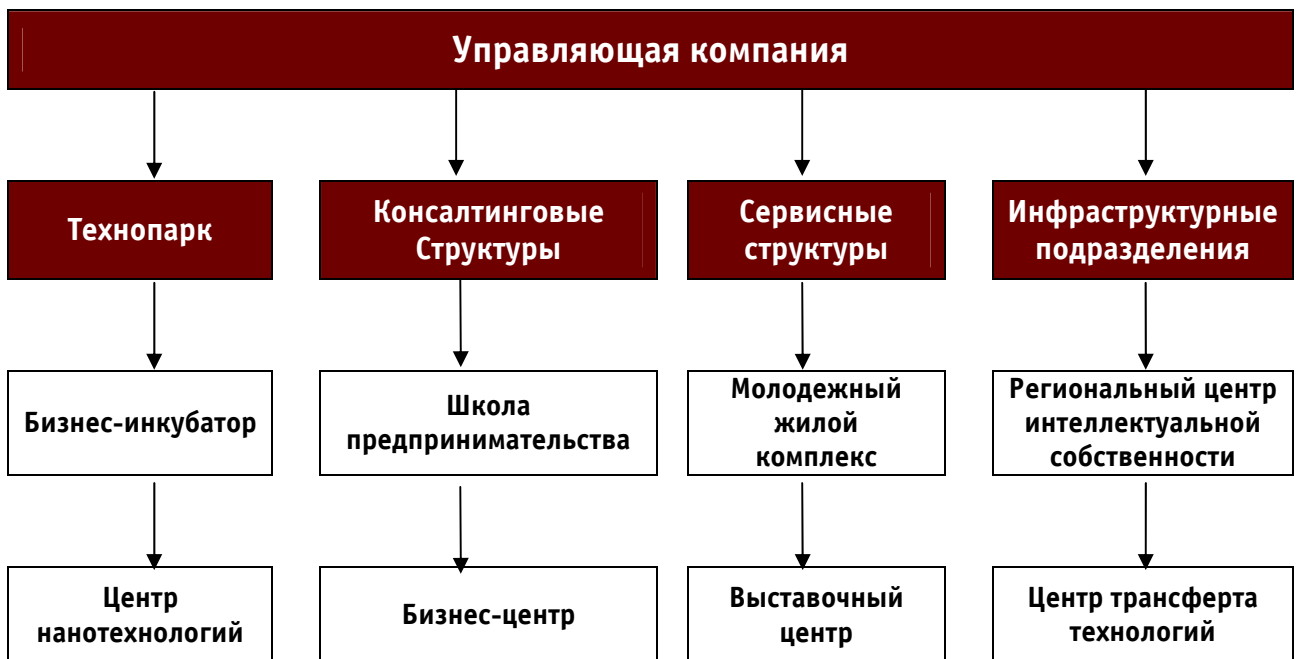 Управляющая компания
Технопарк
Консалтинговые
Структуры
Сервисные
структуры
Инфраструктурные
подразделения
Бизнес-инкубатор
Школа
предпринимательства
Молодежный
жилой
комплекс
Региональный центр
интеллектуальной
собственности
Центр
нанотехнологий
Бизнес-центр
Выставочный
центр
Центр трансферта
технологий